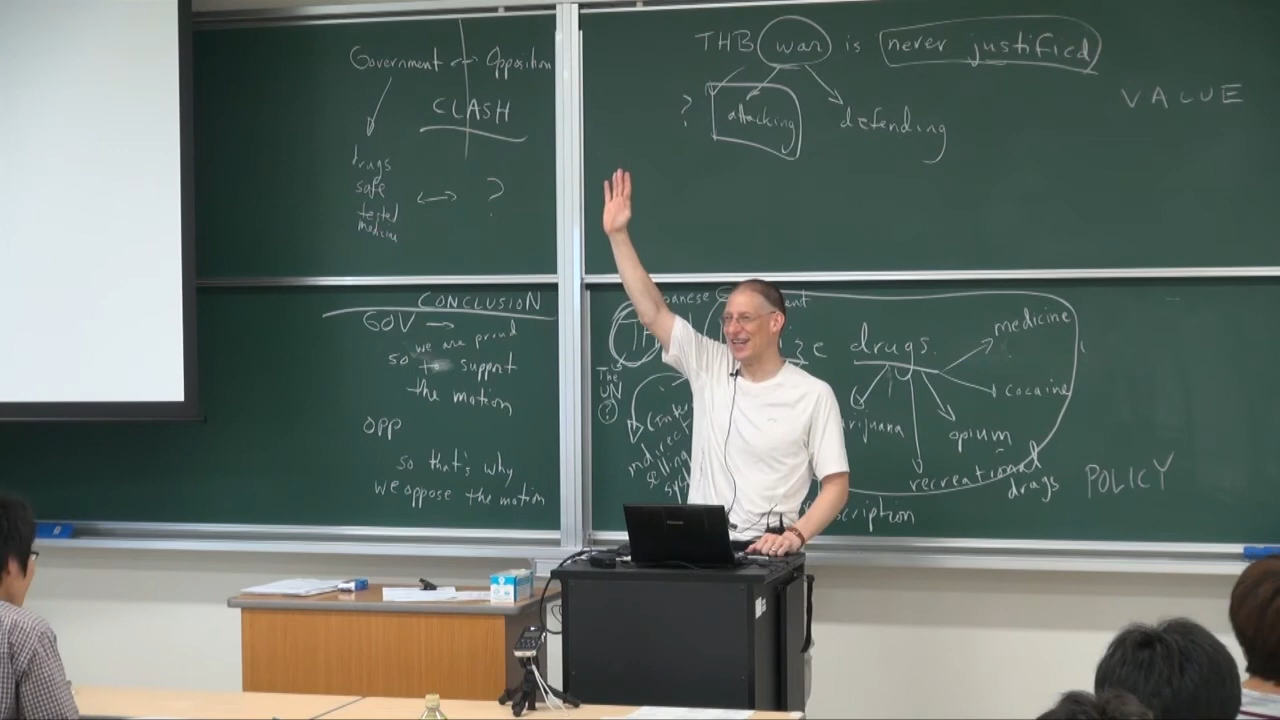 Government ↔ Opposition
CLASH
drugs
safe
tested
medicine
↔ ?
THB war is never justified
? attacking defending
VALUE
CONCLUSION
GOV → we are proud
so to support
the motion
OPP
so that's why
we oppose the motion
drugs.
medicine
cocaine
opium
recreational
drugs
The
UN
?
indirect
selling
POLICY